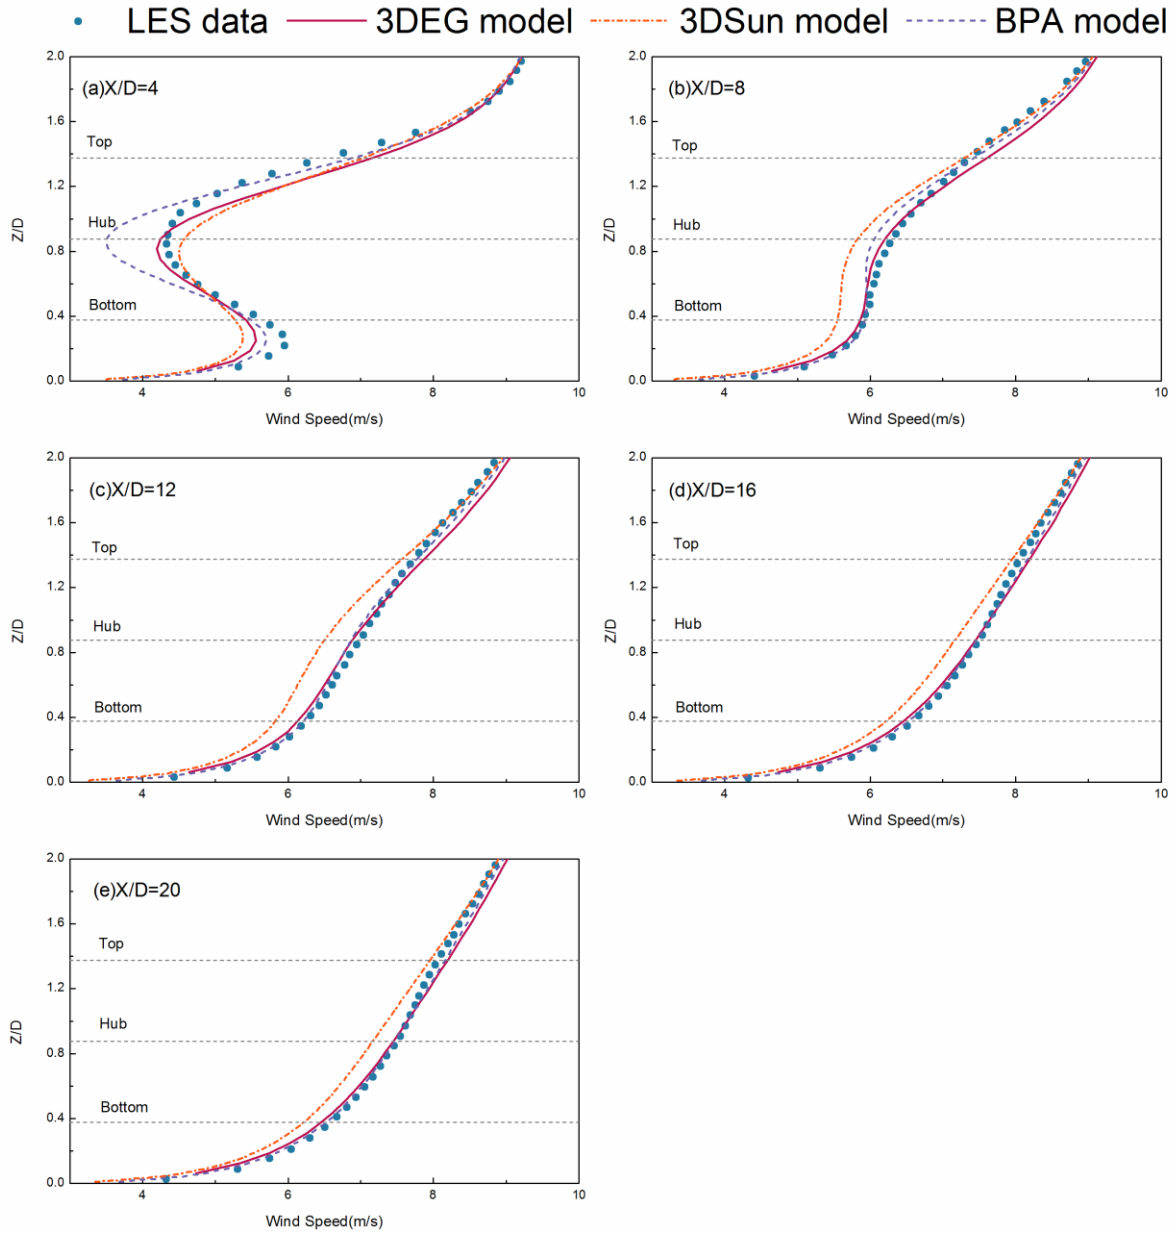 LES data 3DEG model 3DSun model BPA model
2.0
(a)X/D=4
1.6
Top
1.2
Z/D
Hub
0.8
Bottom
0.4
0.0
4 6 8 10
Wind Speed(m/s)
2.0
(b)X/D=8
1.6
Top
1.2
Z/D
Hub
0.8
Bottom
0.4
0.0
4 6 8 10
Wind Speed(m/s)
2.0
(c)X/D=12
1.6
Top
1.2
Z/D
Hub
0.8
Bottom
0.4
0.0
4 6 8 10
Wind Speed(m/s)
2.0
(d)X/D=16
1.6
Top
1.2
Z/D
Hub
0.8
Bottom
0.4
0.0
4 6 8 10
Wind Speed(m/s)
2.0
(e)X/D=20
1.6
Top
1.2
Z/D
Hub
0.8
Bottom
0.4
0.0
4 6 8 10
Wind Speed(m/s)